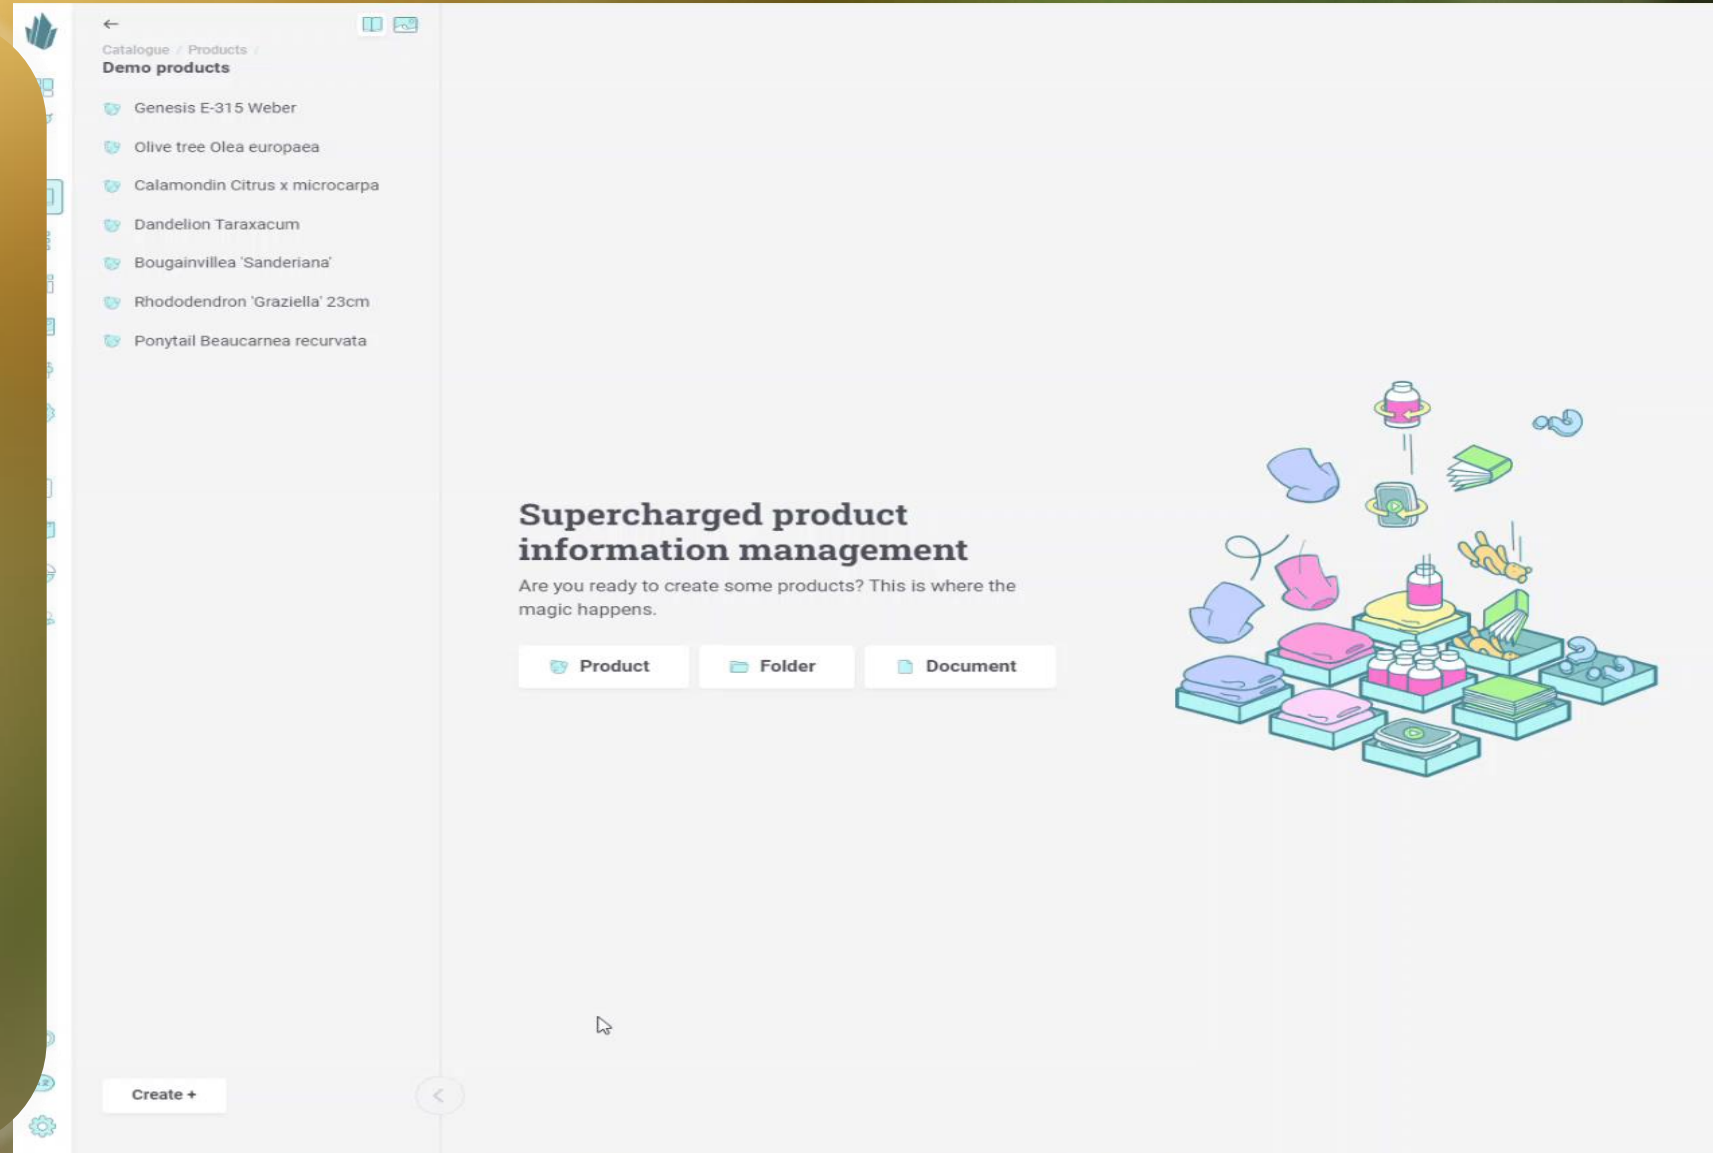 Catalogue / Products /
Demo products
Genesis E-315 Weber
Olive tree Olea europaea
Calamondin Citrus x microcarpa
Dandelion Taraxacum
Bougainvillea 'Sanderiana'
Rhododendron 'Graziella' 23cm
Ponytail Beaucarnea recurvata
Supercharged product
information management
Are you ready to create some products? This is where the
magic happens.
Product
Folder
Document
Create +